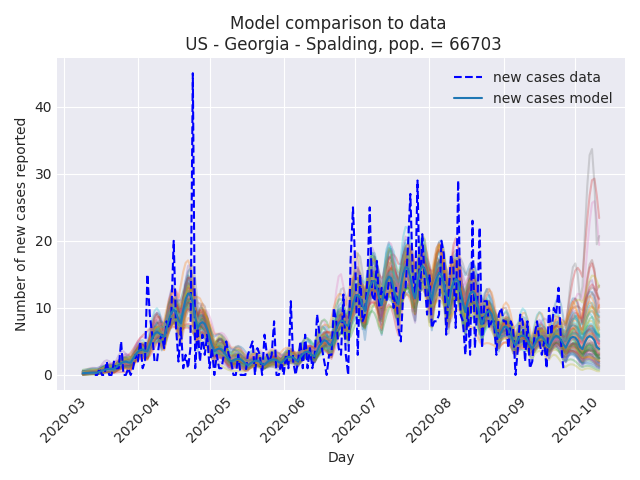 Model comparison to data
US - Georgia - Spalding, pop. = 66703
new cases data
new cases model
Number of new cases reported
40
30
20
10
0
2020-03
2020-04
2020-05
2020-06
2020-07
2020-08
2020-09
2020-10
Day